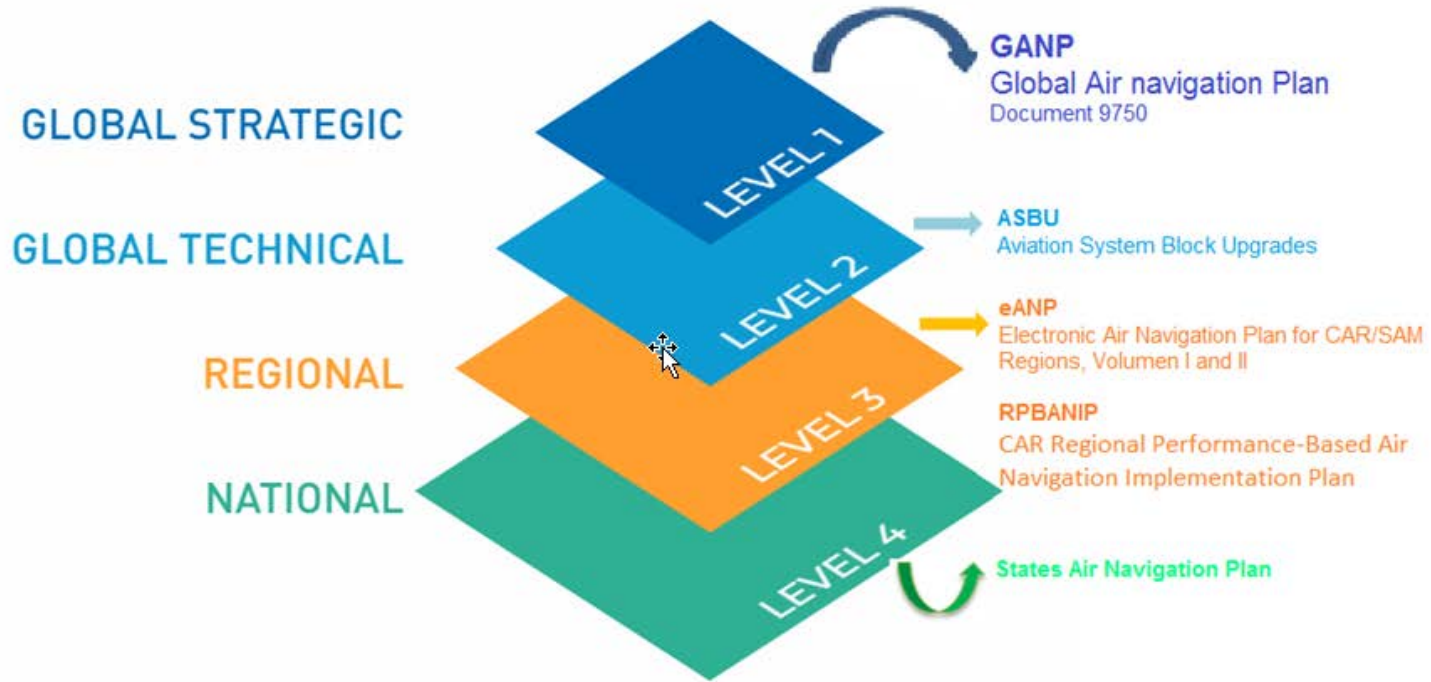 GLOBAL STRATEGIC
LEVEL 1
GANP
Global Air navigation Plan
Document 9750
GLOBAL TECHNICAL
LEVEL 2
ASBU
Aviation System Block Upgrades
REGIONAL
LEVEL 3
eANP
Electronic Air Navigation Plan for CAR/SAM
Regions, Volumen I and II
RPBANIP
CAR Regional Performance-Based Air
Navigation Implementation Plan
NATIONAL
LEVEL 4
States Air Navigation Plan